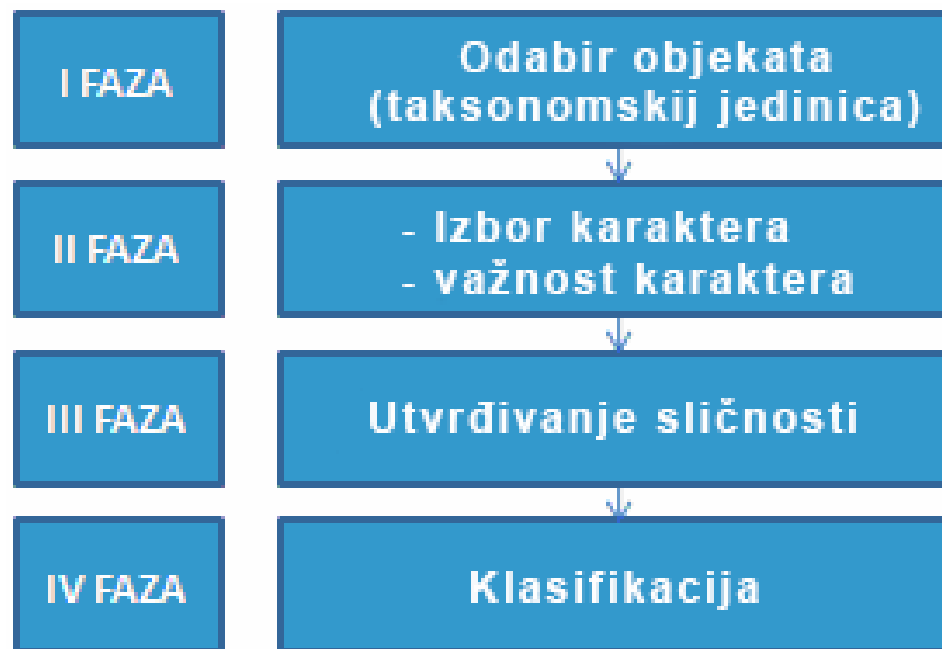 I FAZA
Odabir objekata
(taksonomskij jedinica)
II FAZA
- Izbor karaktera
- važnost karaktera
III FAZA
Utvrđivanje sličnosti
IV FAZA
Klasifikacija